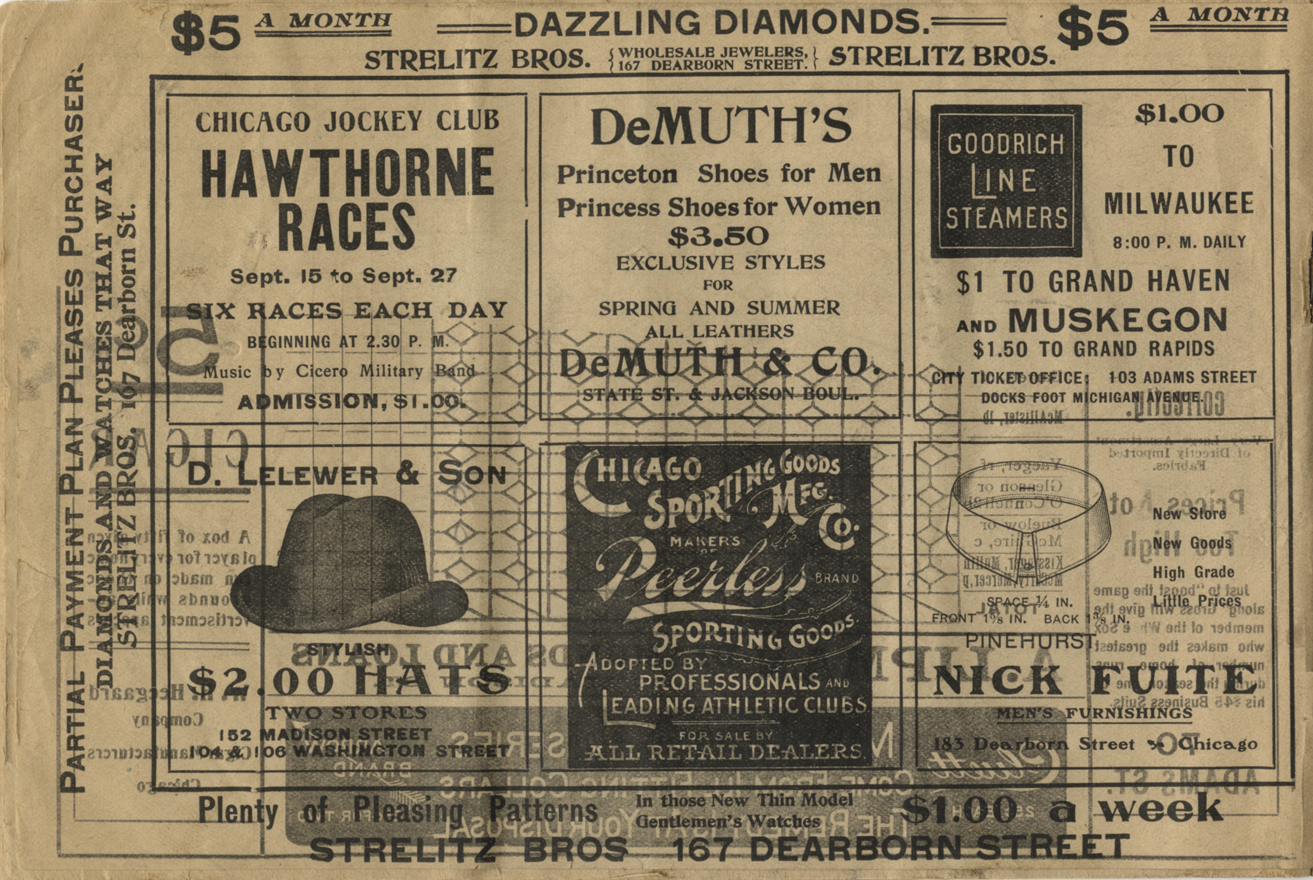 $5 A MONTH DAZZLING DIAMONDS. $5 A MONTH
STRELITZ BROS. {WHOLESALE JEWELERS, 167 DEARBORN STREET.} STRELITZ BROS.
PARTIAL PAYMENT PLAN PLEASES PURCHASERS
DIAMONDS AND WATCHES THAT WAY
STRELITZ BROS. 167 Dearborn St.
CHICAGO JOCKEY CLUB
HAWTHORNE
RACES
Sept. 15 to Sept. 27
SIX RACES EACH DAY
BEGINNING AT 2.30 P. M.
Music by Cicero Military Band
ADMISSION, $1.00.
DeMUTH'S
Princeton Shoes for Men
Princess Shoes for Women
$3.50
EXCLUSIVE STYLES
FOR
SPRING AND SUMMER
ALL LEATHERS
DeMUTH & CO.
STATE ST. & JACKSON BOUL.
GOODRICH
LINE
STEAMERS
$1.00
TO
MILWAUKEE
8:00 P. M. DAILY
$1 TO GRAND HAVEN
AND MUSKEGON
$1.50 TO GRAND RAPIDS
CITY TICKET OFFICE: 103 ADAMS STREET
DOCKS FOOT MICHIGAN AVENUE.
D. LELEWER & SON
STYLISH
$2.00 HATS
TWO STORES
152 MADISON STREET
104 & 106 WASHINGTON STREET
CHICAGO
SPORTING GOODS
MFG.
CO.
MAKERS
OF
Peerless BRAND
SPORTING GOODS.
ADOPTED BY
PROFESSIONALS AND
LEADING ATHLETIC CLUBS.
FOR SALE BY
ALL RETAIL DEALERS
New Store
New Goods
High Grade
Little Prices
SPACE ¼ IN.
FRONT 1⅞ IN. BACK 1⅝ IN.
PINEHURST
NICK FUITE
MEN'S FURNISHINGS
183 Dearborn Street Chicago
Plenty of Pleasing Patterns In those New Thin Model Gentlemen's Watches $1.00 a week
STRELITZ BROS 167 DEARBORN STREET